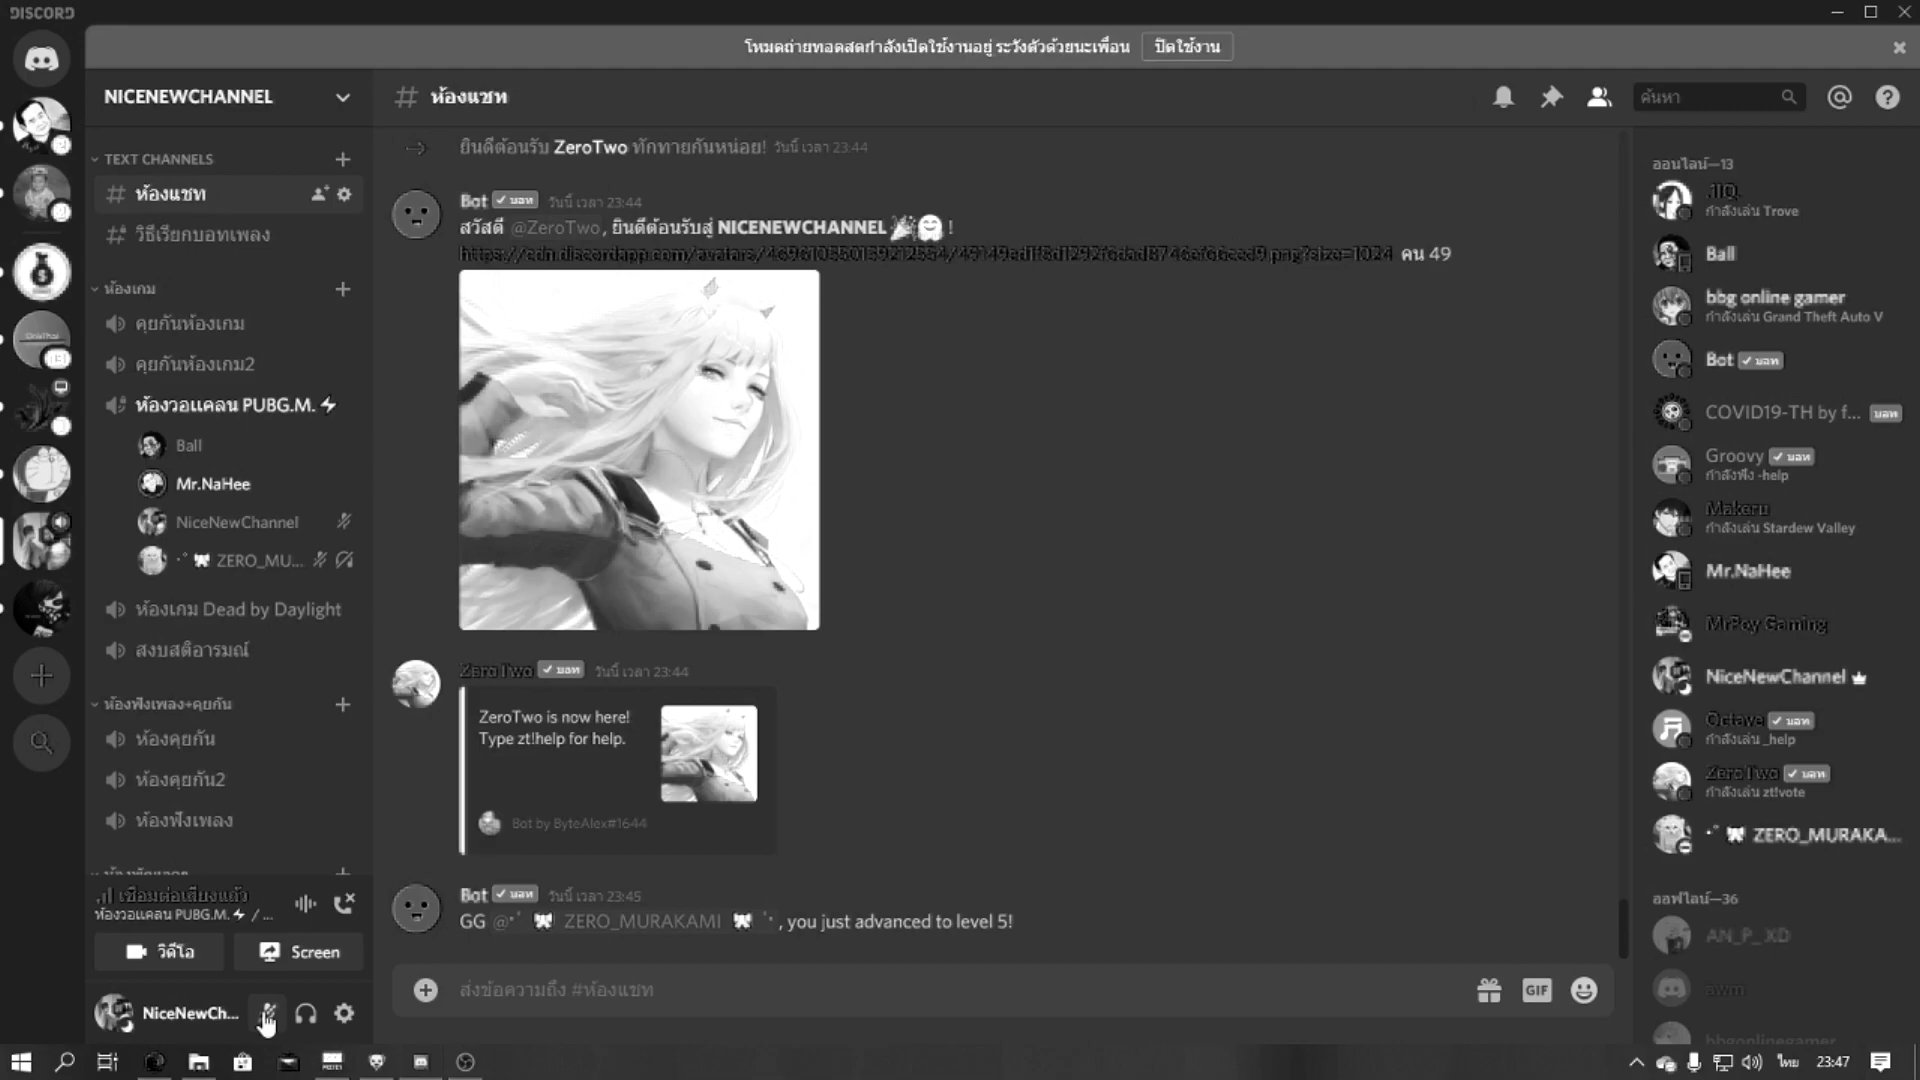 DISCORD
โหมดถ่ายทอดสดกำลังเปิดใช้งานอยู่ ระวังตัวด้วยนะเพื่อน ปิดใช้งาน
NICENEWCHANNEL
ห้องแชท
ค้นหา
TEXT CHANNELS
ห้องแชท
วิธีเรียกบอทเพลง
ห้องเกม
คุยกันห้องเกม
คุยกันห้องเกม2
ห้องวอแคลน PUBG.M.
Ball
Mr.NaHee
NiceNewChannel
ZERO_MU...
ห้องเกม Dead by Daylight
สงบสติอารมณ์
ห้องฟังเพลง+คุยกัน
ห้องคุยกัน
ห้องคุยกัน2
ห้องฟังเพลง
เชื่อมต่อเสียงแล้ว
ห้องวอแคลน PUBG.M. / ...
วิดีโอ
Screen
NiceNewCh...
ยินดีต้อนรับ ZeroTwo ทักทายกันหน่อย! วันนี้ เวลา 23:44
Bot บอท วันนี้ เวลา 23:44
สวัสดี @ZeroTwo, ยินดีต้อนรับสู่ NICENEWCHANNEL !
คน 49
ZeroTwo บอท วันนี้ เวลา 23:44
ZeroTwo is now here!
Type zt!help for help.
Bot by ByteAlex#1644
Bot บอท วันนี้ เวลา 23:45
GG @ ZERO_MURAKAMI , you just advanced to level 5!
ส่งข้อความถึง #ห้องแชท
GIF
ออนไลน์—13
กำลังเล่น Trove
Ball
bbg online gamer
กำลังเล่น Grand Theft Auto V
Bot บอท
COVID19-TH by f... บอท
Groovy บอท
กำลังฟัง -help
Makoru
กำลังเล่น Stardew Valley
Mr.NaHee
MrPoy Gaming
NiceNewChannel
Octave บอท
กำลังเล่น _help
ZeroTwo บอท
กำลังเล่น zt!vote
ZERO_MURAKA...
ออฟไลน์—36
AN_P_XD
awm
bbgonlinegamer
ไทย
23:47